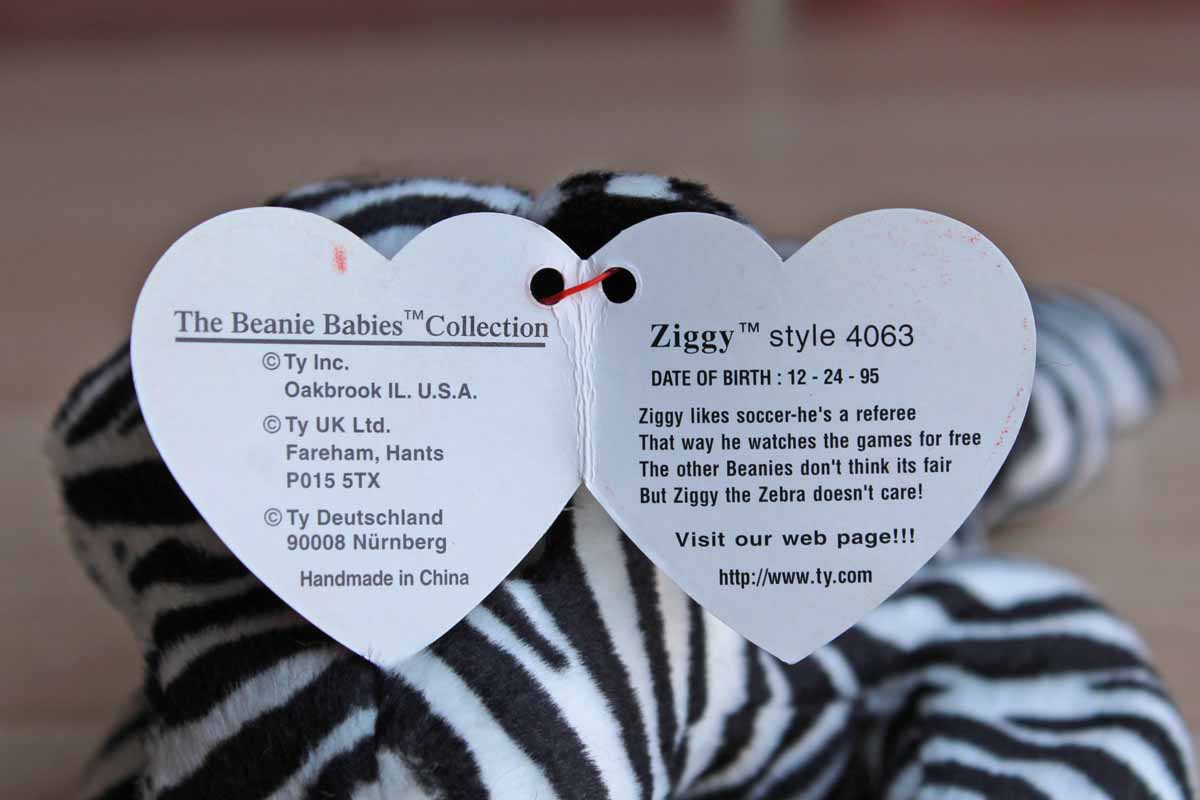 The Beanie Babies™Collection
© Ty Inc.
Oakbrook IL. U.S.A.
© Ty UK Ltd.
Fareham, Hants
P015 5TX
© Ty Deutschland
90008 Nürnberg
Handmade in China
Ziggy™ style 4063
DATE OF BIRTH : 12 - 24 - 95
Ziggy likes soccer-he's a referee
That way he watches the games for free
The other Beanies don't think its fair
But Ziggy the Zebra doesn't care!
Visit our web page!!!
http://www.ty.com